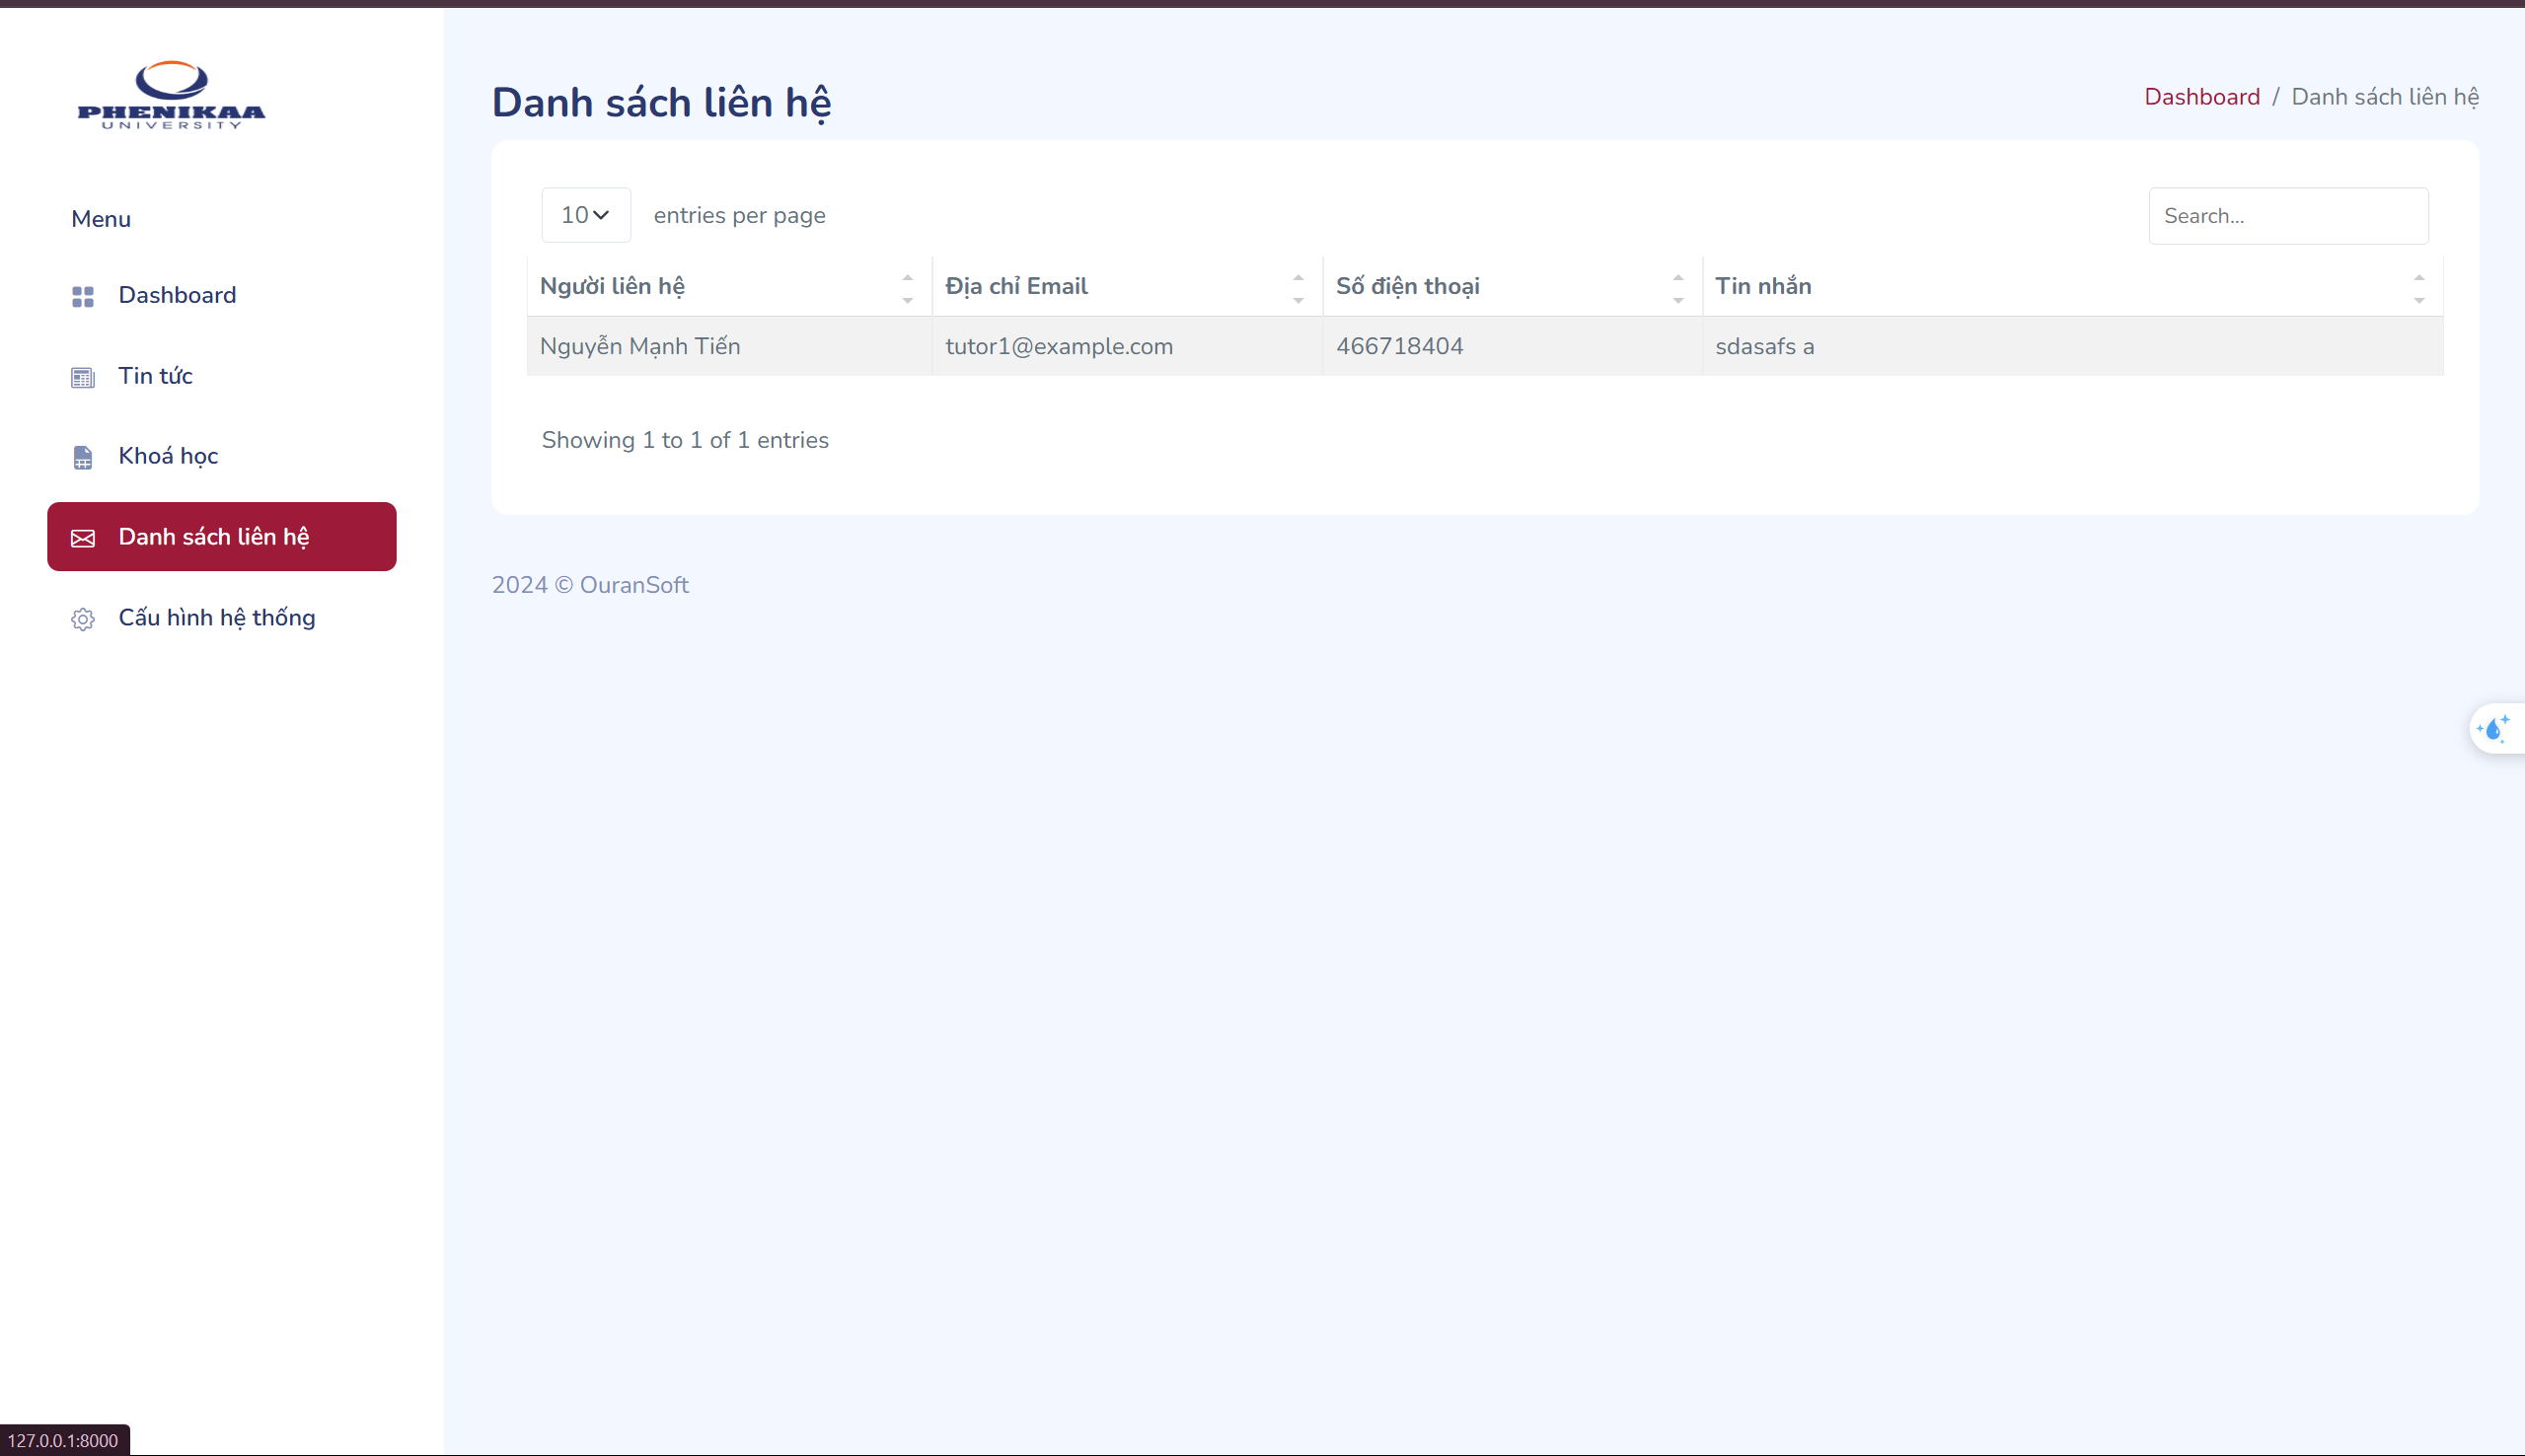 PHENIKAA
UNIVERSITY
Menu
Dashboard
Tin tức
Khoá học
Danh sách liên hệ
Cấu hình hệ thống
Danh sách liên hệ
Dashboard / Danh sách liên hệ
10 entries per page
Search...
Người liên hệ Địa chỉ Email Số điện thoại Tin nhắn
Nguyễn Mạnh Tiến tutor1@example.com 466718404 sdasafs a
Showing 1 to 1 of 1 entries
2024 © OuranSoft
127.0.0.1:8000